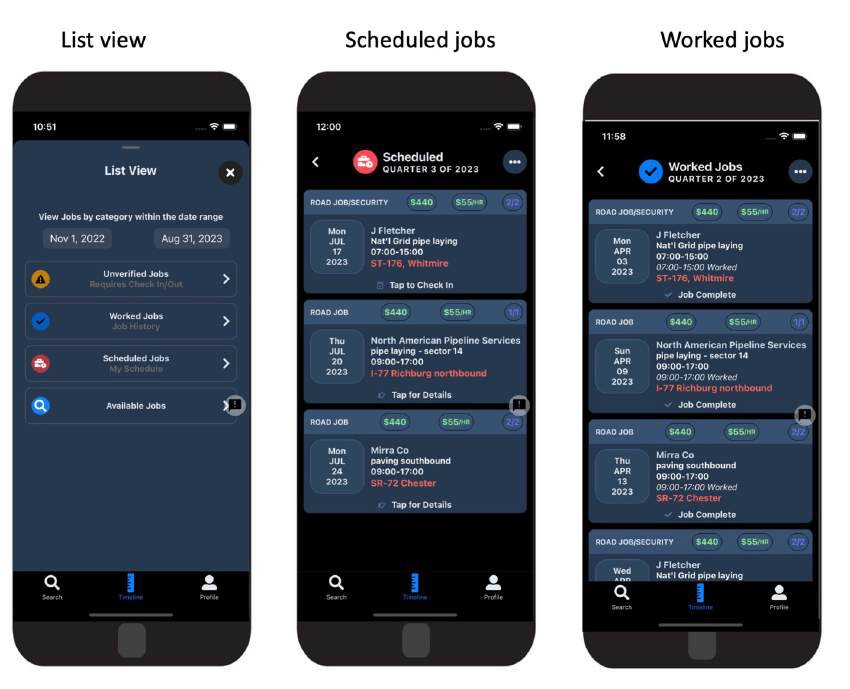 List view
Scheduled jobs
Worked jobs
10:51
List View
View Jobs by category within the date range
Nov 1, 2022
Aug 31, 2023
Unverified Jobs
Requires Check In/Out
Worked Jobs
Job History
Scheduled Jobs
My Schedule
Available Jobs
Search
Timeline
Profile
12:00
Scheduled
QUARTER 3 OF 2023
ROAD JOB/SECURITY $440 $55/HR 2/2
Mon
JUL
17
2023
J Fletcher
Nat'l Grid pipe laying
07:00-15:00
ST-176, Whitmire
Tap to Check In
ROAD JOB $440 $55/HR 1/1
Thu
JUL
20
2023
North American Pipeline Services
pipe laying - sector 14
09:00-17:00
I-77 Richburg northbound
Tap for Details
ROAD JOB $440 $55/HR 2/2
Mon
JUL
24
2023
Mirra Co
paving southbound
09:00-17:00
SR-72 Chester
Tap for Details
Search
Timeline
Profile
11:58
Worked Jobs
QUARTER 2 OF 2023
ROAD JOB/SECURITY $440 $55/HR 2/2
Mon
APR
03
2023
J Fletcher
Nat'l Grid pipe laying
07:00-15:00
07:00-15:00 Worked
ST-176, Whitmire
Job Complete
ROAD JOB $440 $55/HR 1/1
Sun
APR
09
2023
North American Pipeline Services
pipe laying - sector 14
09:00-17:00
09:00-17:00 Worked
I-77 Richburg northbound
Job Complete
ROAD JOB $440 $55/HR 2/2
Thu
APR
13
2023
Mirra Co
paving southbound
09:00-17:00
09:00-17:00 Worked
SR-72 Chester
Job Complete
ROAD JOB/SECURITY $440 $55/HR 2/2
Wed
APR
J Fletcher
Nat'l Grid pipe laying
Search
Timeline
Profile